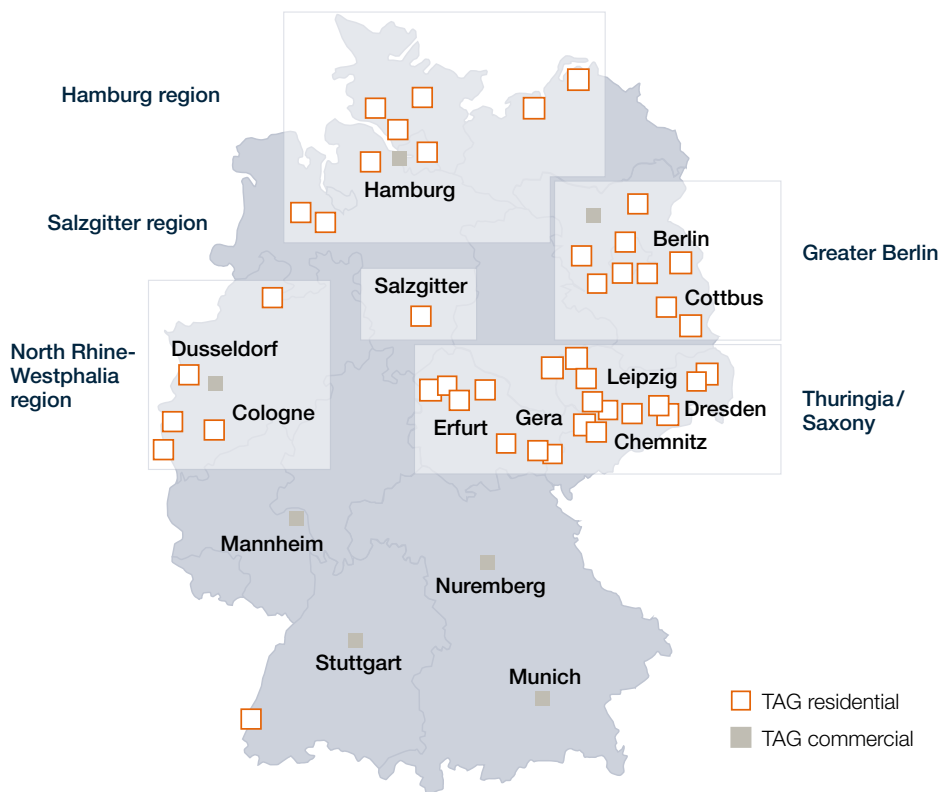 Hamburg region
Hamburg
Salzgitter region
Berlin
Greater Berlin
Salzgitter
Cottbus
North Rhine-
Westphalia
region
Dusseldorf
Cologne
Leipzig
Thuringia/
Saxony
Gera
Dresden
Erfurt
Chemnitz
Mannheim
Nuremberg
Stuttgart
Munich
TAG residential
TAG commercial